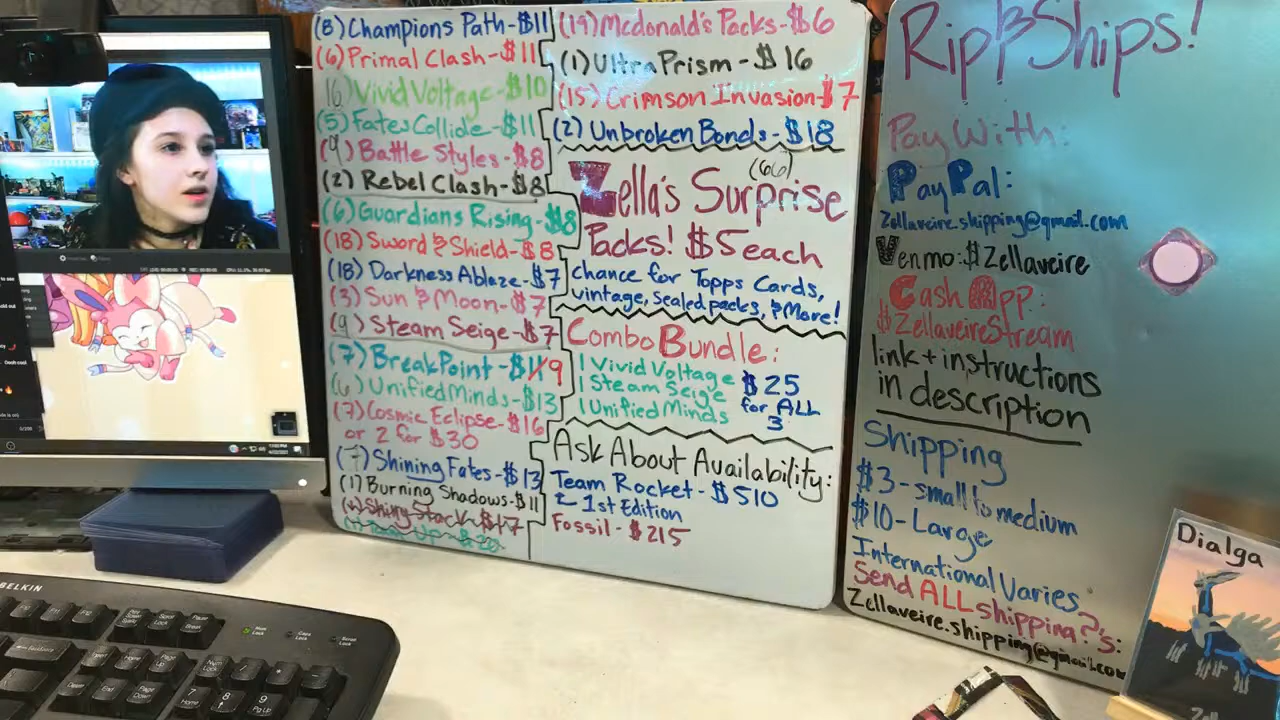 (8) Champions Path-$11
(6) Primal Clash-$11
(6) Vivid Voltage-$10
(5) Fates Collide-$11
(9) Battle Styles-$8
(2) Rebel Clash-$8
(6) Guardians Rising-$8
(18) Sword & Shield-$8
(18) Darkness Ablaze-$7
(3) Sun & Moon-$7
(9) Steam Seige-$7
(7) BreakPoint-$11/9
(6) Unified Minds-$13
(7) Cosmic Eclipse-$16
or 2 for $30
(7) Shining Fates-$13
(1) Burning Shadows-$11
Shiny Stack-$17
(19) McDonald's Packs-$6
(1) Ultra Prism-$16
(15) Crimson Invasion-$7
(2) Unbroken Bonds-$18
(66)
Zella's Surprise
Packs! $5 each
chance for Topps Cards,
vintage, sealed packs, & More!
Combo Bundle:
1 Vivid Voltage
1 Steam Seige
1 Unified Minds
$25
for ALL
3
Ask About Availability:
Team Rocket-$510
1st Edition
Fossil-$215
Rip & Ships!
Pay With:
PayPal:
Zellaveire.shipping@gmail.com
Venmo:$Zellaveire
Cash App:
$ZellaveireStream
link + instructions
in description
Shipping
$3-small to medium
$10-Large
International Varies
Send ALL shipping ?'s:
Zellaveire.shipping@gmail.com
Dialga
BELKIN